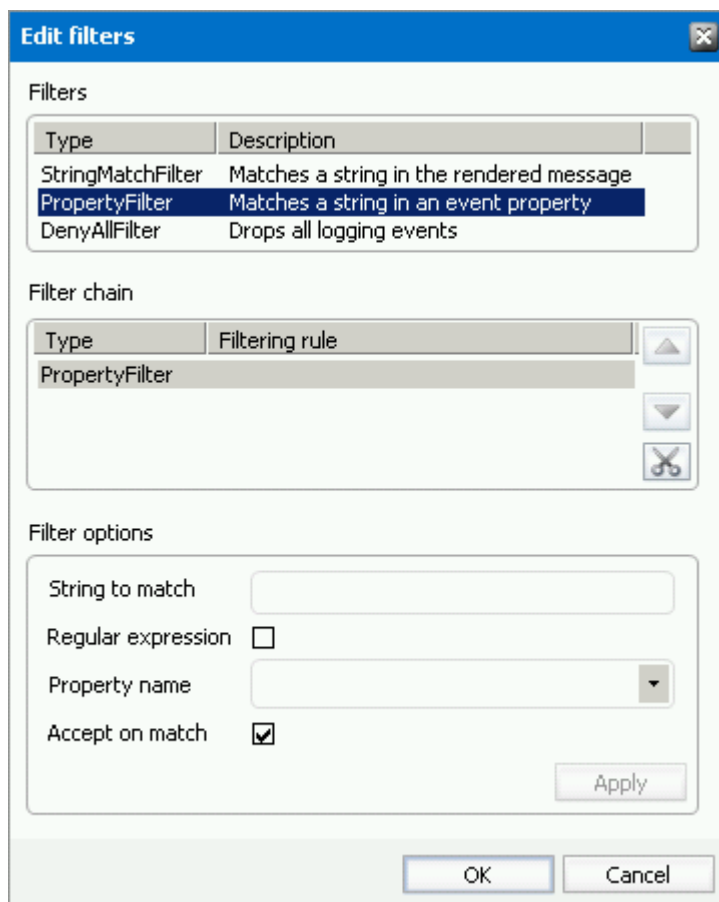 Edit filters
Filters
Type Description
StringMatchFilter Matches a string in the rendered message
PropertyFilter Matches a string in an event property
DenyAllFilter Drops all logging events
Filter chain
Type Filtering rule
PropertyFilter
Filter options
String to match
Regular expression
Property name
Accept on match
Apply
OK Cancel